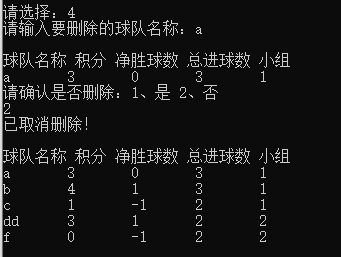 请选择：4
请输入要删除的球队名称：a
球队名称 积分 净胜球数 总进球数 小组
a 3 0 3 1
请确认是否删除：1、是 2、否
2
已取消删除！
球队名称 积分 净胜球数 总进球数 小组
a 3 0 3 1
b 4 1 3 1
c 1 -1 2 1
dd 3 1 2 2
f 0 -1 2 2